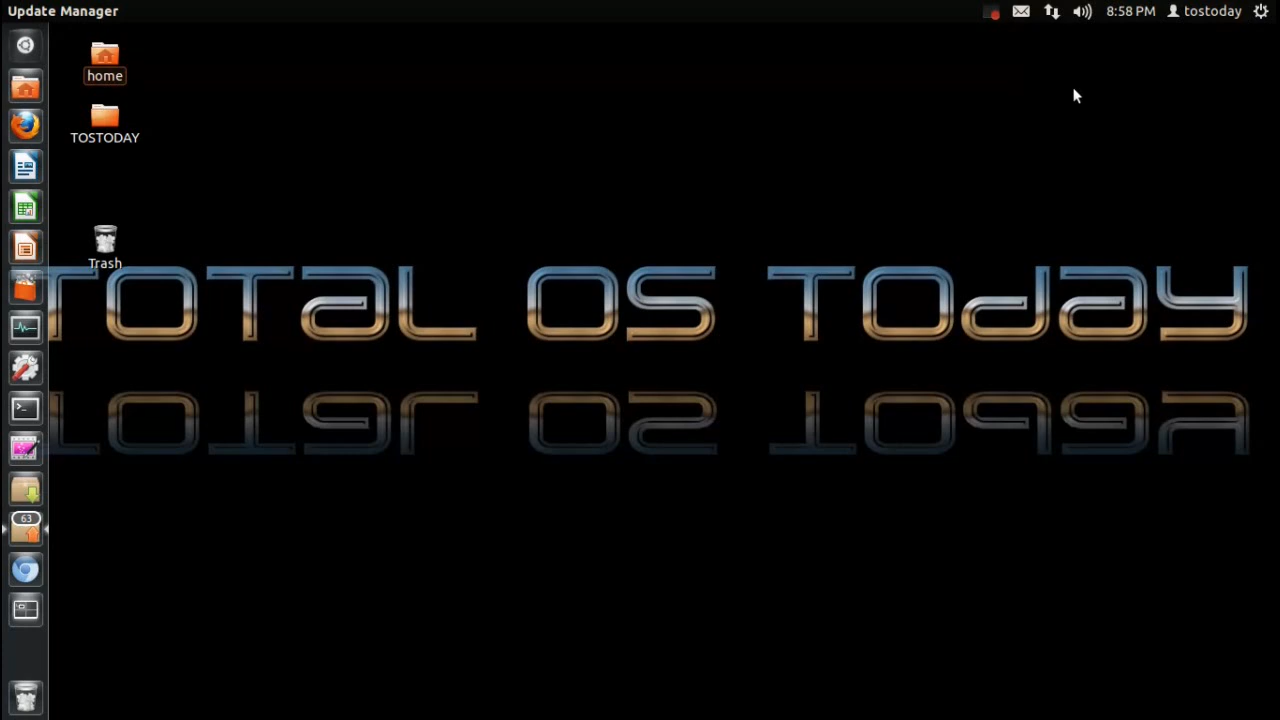 Update Manager
8:58 PM
tostoday
home
TOSTODAY
Trash
TOTAL OS TODAY
63